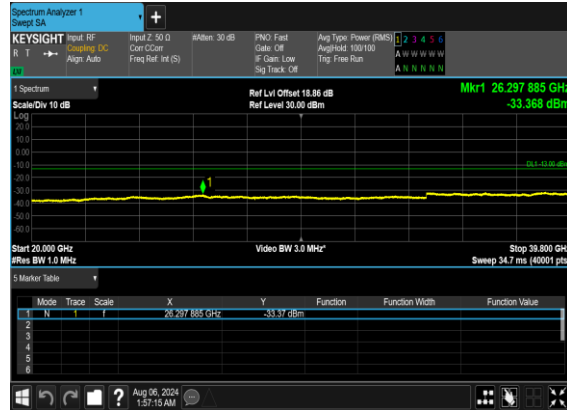 Spectrum Analyzer 1
Swept SA
+
KEYSIGHT
R T
Input: RF
Coupling: DC
Align: Auto
Input Z: 50 Ω
Corr CCorr
Freq Ref: Int (S)
#Atten: 30 dB
PNO: Fast
Gate: Off
IF Gain: Low
Sig Track: Off
Avg Type: Power (RMS)
Avg|Hold: 100/100
Trig: Free Run
1 2 3 4 5 6
A W W W W W
A N N N N N
1 Spectrum
Scale/Div 10 dB
Ref Lvl Offset 18.86 dB
Ref Level 30.00 dBm
Mkr1 26.297 885 GHz
-33.368 dBm
Log
20.0
10.0
0.00
-10.0
-20.0
-30.0
-40.0
-50.0
-60.0
DL1 -13.00 dBm
1
Start 20.000 GHz
#Res BW 1.0 MHz
Video BW 3.0 MHz*
Stop 39.800 GHz
Sweep 34.7 ms (40001 pts)
5 Marker Table
Mode Trace Scale X Y Function Function Width Function Value
1 N 1 f 26.297 885 GHz -33.37 dBm
2
3
4
5
6
?
Aug 06, 2024
1:57:15 AM